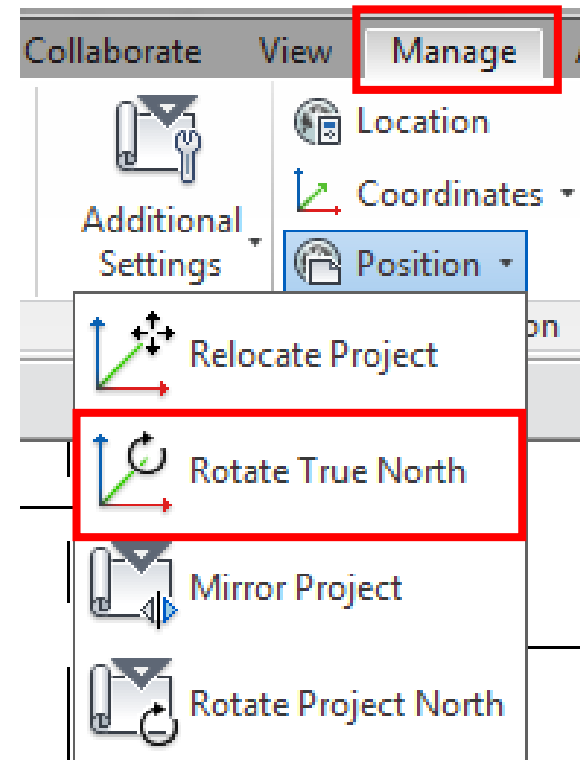 Collaborate View Manage
Location
Coordinates
Additional
Settings
Position
Relocate Project
Rotate True North
Mirror Project
Rotate Project North